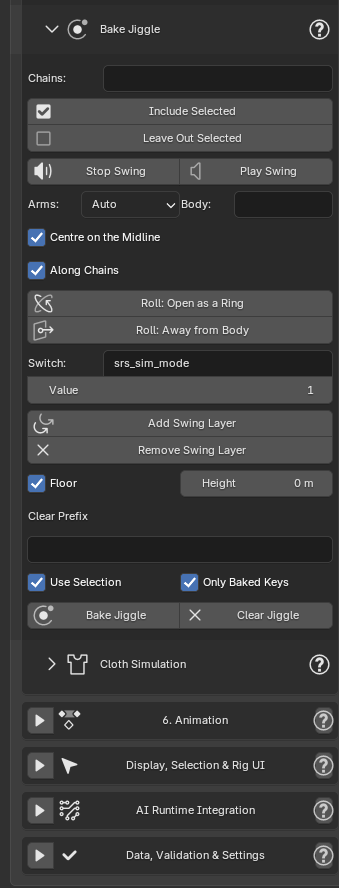 Bake Jiggle
Chains:
Include Selected
Leave Out Selected
Stop Swing Play Swing
Arms: Auto Body:
Centre on the Midline
Along Chains
Roll: Open as a Ring
Roll: Away from Body
Switch: srs_sim_mode
Value 1
Add Swing Layer
Remove Swing Layer
Floor Height 0 m
Clear Prefix
Use Selection Only Baked Keys
Bake Jiggle Clear Jiggle
Cloth Simulation
6. Animation
Display, Selection & Rig UI
AI Runtime Integration
Data, Validation & Settings